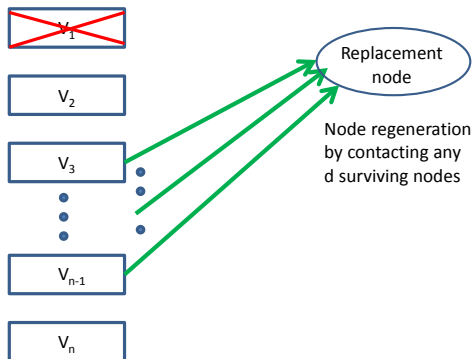 V1
V2
V3
Vn-1
Vn
Replacement
node
Node regeneration
by contacting any
d surviving nodes